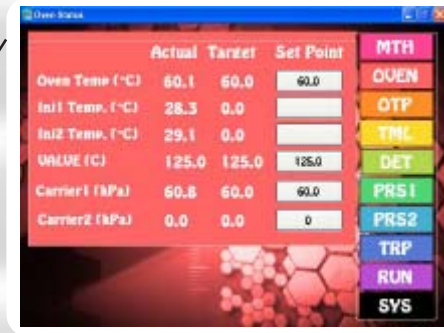 Oven Status
Actual Target Set Point
Oven Temp (°C) 60.1 60.0 60.0
Inj1 Temp. (°C) 28.3 0.0
Inj2 Temp. (°C) 29.1 0.0
VALVE (C) 125.0 125.0 125.0
Carrier1 (kPa) 60.8 60.0 60.0
Carrier2 (kPa) 0.0 0.0 0
MTH
OVEN
OTP
TML
DET
PRS1
PRS2
TRP
RUN
SYS